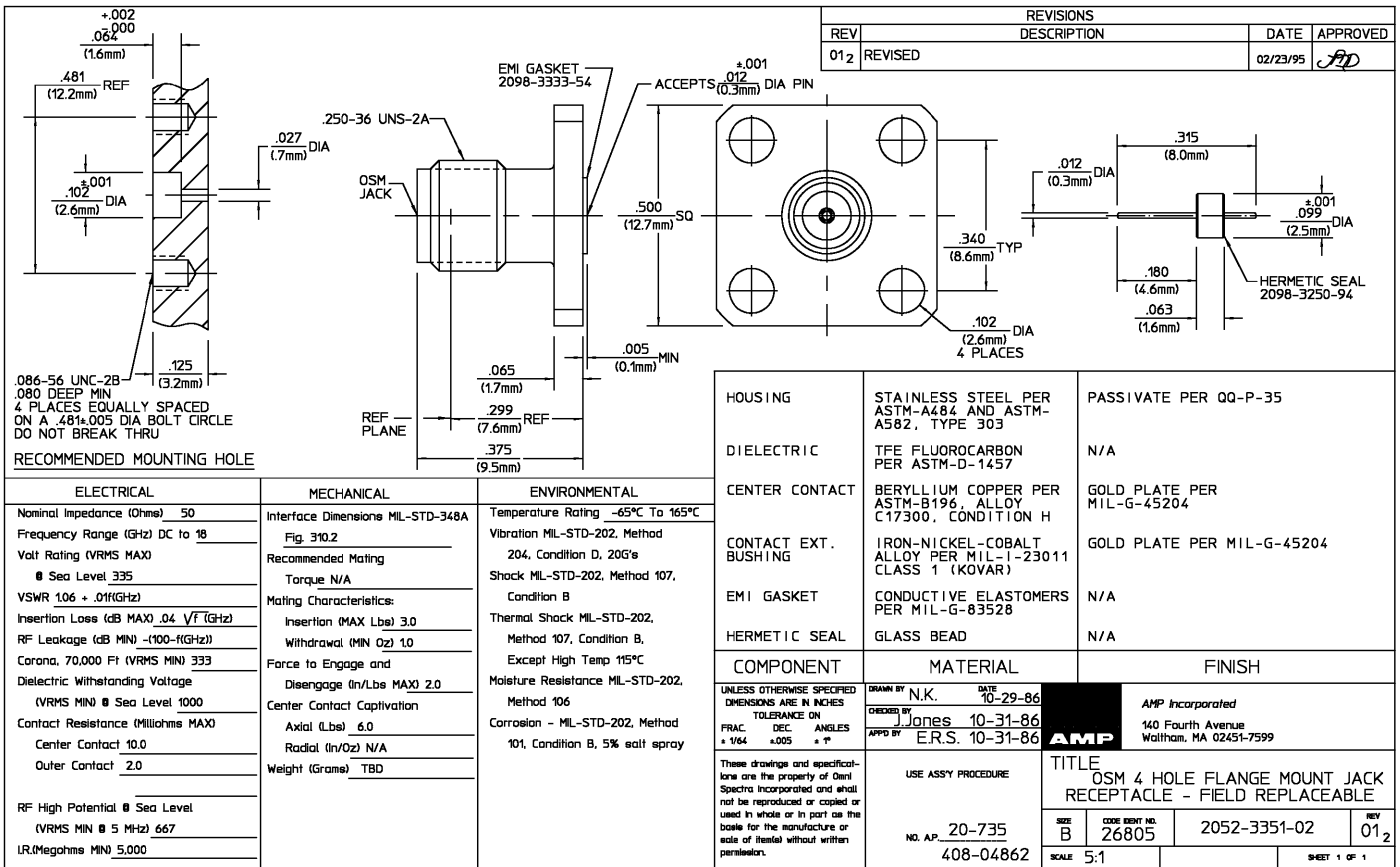 REVISIONS
REV DESCRIPTION DATE APPROVED
01 2 REVISED 02/23/95
+.002
-.000
.064
(1.6mm)
.481
(12.2mm)
REF
.027
(.7mm)
DIA
±.001
.102
(2.6mm)
DIA
.125
(3.2mm)
.086-56 UNC-2B
.080 DEEP MIN
4 PLACES EQUALLY SPACED
ON A .481±.005 DIA BOLT CIRCLE
DO NOT BREAK THRU
RECOMMENDED MOUNTING HOLE
EMI GASKET
2098-3333-54
.250-36 UNS-2A
OSM
JACK
±.001
ACCEPTS .012 DIA PIN
(0.3mm)
.500
(12.7mm)
SQ
.005
(0.1mm)
MIN
.065
(1.7mm)
REF
PLANE
.299
(7.6mm)
REF
.375
(9.5mm)
.340
(8.6mm)
TYP
.102
(2.6mm)
DIA
4 PLACES
.315
(8.0mm)
.012
(0.3mm)
DIA
±.001
.099
(2.5mm)
DIA
.180
(4.6mm)
HERMETIC SEAL
2098-3250-94
.063
(1.6mm)
ELECTRICAL
Nominal Impedance (Ohms) 50
Frequency Range (GHz) DC to 18
Volt Rating (VRMS MAX)
@ Sea Level 335
VSWR 1.06 + .01f(GHz)
Insertion Loss (dB MAX) .04 √f (GHz)
RF Leakage (dB MIN) -(100-f(GHz))
Corona, 70,000 Ft (VRMS MIN) 333
Dielectric Withstanding Voltage
(VRMS MIN) @ Sea Level 1000
Contact Resistance (Milliohms MAX)
Center Contact 10.0
Outer Contact 2.0
RF High Potential @ Sea Level
(VRMS MIN @ 5 MHz) 667
I.R.(Megohms MIN) 5,000
MECHANICAL
Interface Dimensions MIL-STD-348A
Fig. 310.2
Recommended Mating
Torque N/A
Mating Characteristics:
Insertion (MAX Lbs) 3.0
Withdrawal (MIN Oz) 1.0
Force to Engage and
Disengage (In/Lbs MAX) 2.0
Center Contact Captivation
Axial (Lbs) 6.0
Radial (In/Oz) N/A
Weight (Grams) TBD
ENVIRONMENTAL
Temperature Rating -65°C To 165°C
Vibration MIL-STD-202, Method
204, Condition D, 20G's
Shock MIL-STD-202, Method 107,
Condition B
Thermal Shock MIL-STD-202,
Method 107, Condition B,
Except High Temp 115°C
Moisture Resistance MIL-STD-202,
Method 106
Corrosion - MIL-STD-202, Method
101, Condition B, 5% salt spray
HOUSING
STAINLESS STEEL PER
ASTM-A484 AND ASTM-
A582, TYPE 303
PASSIVATE PER QQ-P-35
DIELECTRIC
TFE FLUOROCARBON
PER ASTM-D-1457
N/A
CENTER CONTACT
BERYLLIUM COPPER PER
ASTM-B196, ALLOY
C17300, CONDITION H
GOLD PLATE PER
MIL-G-45204
CONTACT EXT.
BUSHING
IRON-NICKEL-COBALT
ALLOY PER MIL-I-23011
CLASS 1 (KOVAR)
GOLD PLATE PER MIL-G-45204
EMI GASKET
CONDUCTIVE ELASTOMERS
PER MIL-G-83528
N/A
HERMETIC SEAL
GLASS BEAD
N/A
COMPONENT MATERIAL FINISH
UNLESS OTHERWISE SPECIFIED
DIMENSIONS ARE IN INCHES
TOLERANCE ON
FRAC. DEC. ANGLES
± 1/64 ±.005 ± 1°
DRAWN BY N.K. DATE 10-29-86
CHECKED BY J.Jones 10-31-86
APP'D BY E.R.S. 10-31-86
AMP
AMP Incorporated
140 Fourth Avenue
Waltham, MA 02451-7599
These drawings and specificat-
ions are the property of Omni
Spectra Incorporated and shall
not be reproduced or copied or
used in whole or in part as the
basis for the manufacture or
sale of item(s) without written
permission.
USE ASS'Y PROCEDURE
NO. A.P. 20-735
408-04862
TITLE
OSM 4 HOLE FLANGE MOUNT JACK
RECEPTACLE - FIELD REPLACEABLE
SIZE
B
CODE IDENT NO.
26805
2052-3351-02
REV
01 2
SCALE 5:1
SHEET 1 OF 1